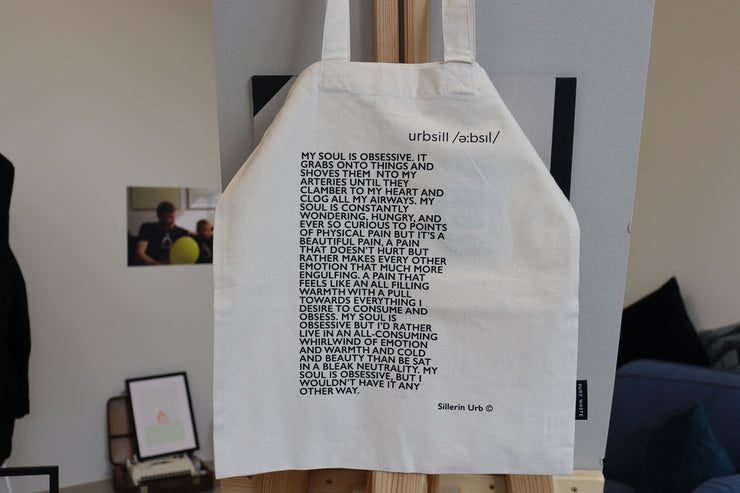 urbsill /ə:bsɪl/
MY SOUL IS OBSESSIVE. IT
GRABS ONTO THINGS AND
SHOVES THEM  NTO MY
ARTERIES UNTIL THEY
CLAMBER TO MY HEART AND
CLOG ALL MY AIRWAYS. MY
SOUL IS CONSTANTLY
WONDERING, HUNGRY, AND
EVER SO CURIOUS TO POINTS
OF PHYSICAL PAIN BUT IT'S A
BEAUTIFUL PAIN, A PAIN
THAT DOESN'T HURT BUT
RATHER MAKES EVERY OTHER
EMOTION THAT MUCH MORE
ENGULFING. A PAIN THAT
FEELS LIKE AN ALL FILLING
WARMTH WITH A PULL
TOWARDS EVERYTHING I
DESIRE TO CONSUME AND
OBSESS. MY SOUL IS
OBSESSIVE BUT I'D RATHER
LIVE IN AN ALL-CONSUMING
WHIRLWIND OF EMOTION
AND WARMTH AND COLD
AND BEAUTY THAN BE SAT
IN A BLEAK NEUTRALITY. MY
SOUL IS OBSESSIVE, BUT I
WOULDN'T HAVE IT ANY
OTHER WAY.
Sillerin Urb ©
PURE WASTE